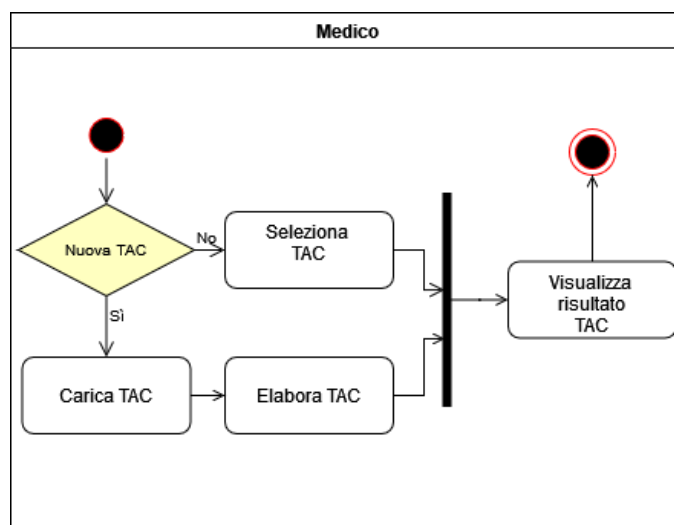 Medico
Nuova TAC
No
Seleziona
TAC
Sì
Carica TAC
Elabora TAC
Visualizza
risultato
TAC